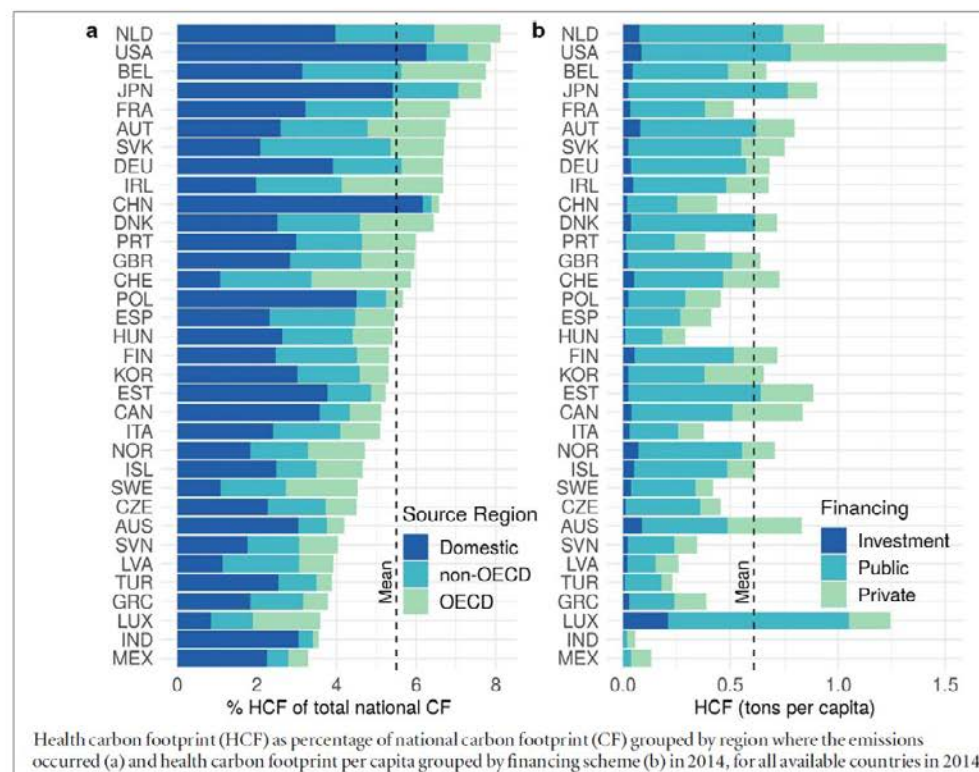 a
b
NLD
USA
BEL
JPN
FRA
AUT
SVK
DEU
IRL
CHN
DNK
PRT
GBR
CHE
POL
ESP
HUN
FIN
KOR
EST
CAN
ITA
NOR
ISL
SWE
CZE
AUS
SVN
LVA
TUR
GRC
LUX
IND
MEX
Mean
Source Region
Domestic
non-OECD
OECD
0 2 4 6 8
% HCF of total national CF
NLD
USA
BEL
JPN
FRA
AUT
SVK
DEU
IRL
CHN
DNK
PRT
GBR
CHE
POL
ESP
HUN
FIN
KOR
EST
CAN
ITA
NOR
ISL
SWE
CZE
AUS
SVN
LVA
TUR
GRC
LUX
IND
MEX
Mean
Financing
Investment
Public
Private
0.0 0.5 1.0 1.5
HCF (tons per capita)
Health carbon footprint (HCF) as percentage of national carbon footprint (CF) grouped by region where the emissions
occurred (a) and health carbon footprint per capita grouped by financing scheme (b) in 2014, for all available countries in 2014